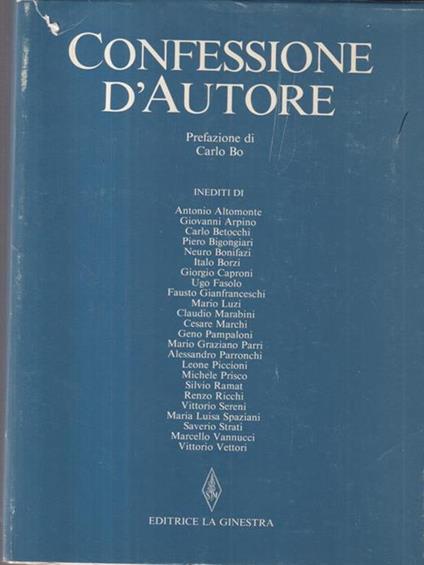 CONFESSIONE
D'AUTORE
Prefazione di
Carlo Bo
INEDITI DI
Antonio Altomonte
Giovanni Arpino
Carlo Betocchi
Piero Bigongiari
Neuro Bonifazi
Italo Borzi
Giorgio Caproni
Ugo Fasolo
Fausto Gianfranceschi
Mario Luzi
Claudio Marabini
Cesare Marchi
Geno Pampaloni
Mario Graziano Parri
Alessandro Parronchi
Leone Piccioni
Michele Prisco
Silvio Ramat
Renzo Ricchi
Vittorio Sereni
Maria Luisa Spaziani
Saverio Strati
Marcello Vannucci
Vittorio Vettori
EDITRICE LA GINESTRA